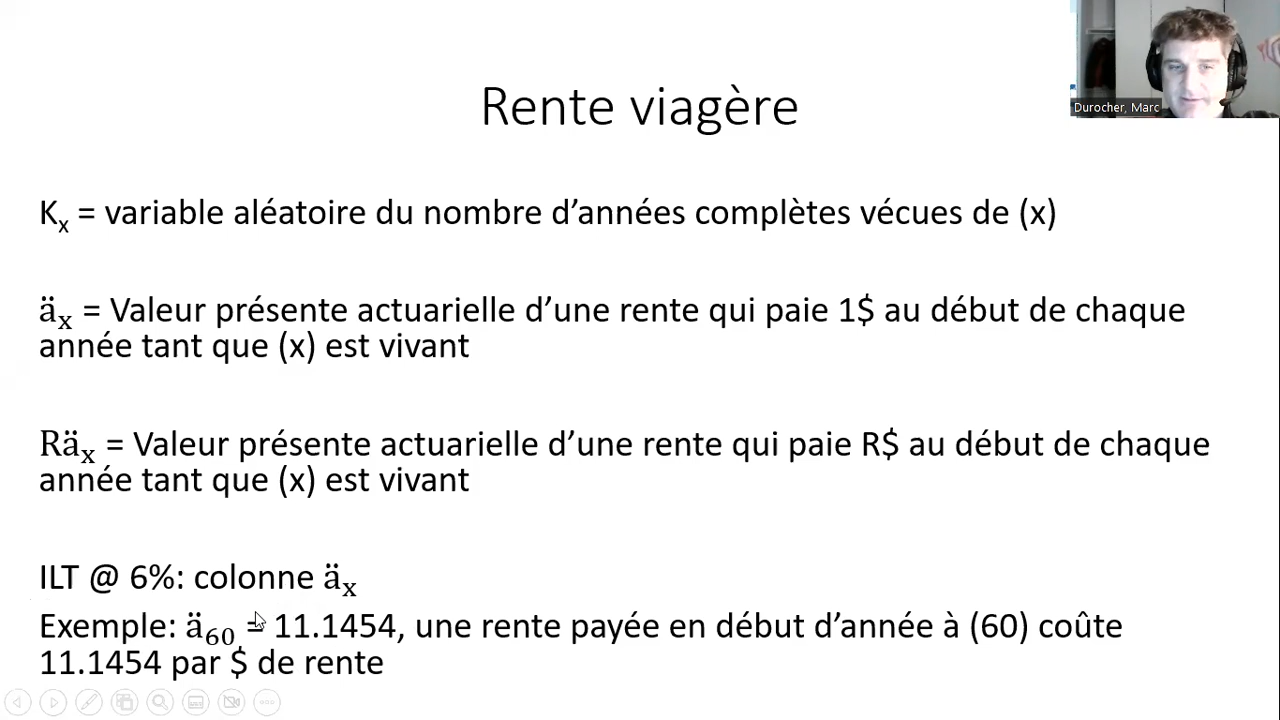 Durocher, Marc
Rente viagère
Kx = variable aléatoire du nombre d’années complètes vécues de (x)
äx = Valeur présente actuarielle d’une rente qui paie 1$ au début de chaque
année tant que (x) est vivant
Räx = Valeur présente actuarielle d’une rente qui paie R$ au début de chaque
année tant que (x) est vivant
ILT @ 6%: colonne äx
Exemple: ä60 = 11.1454, une rente payée en début d’année à (60) coûte
11.1454 par $ de rente